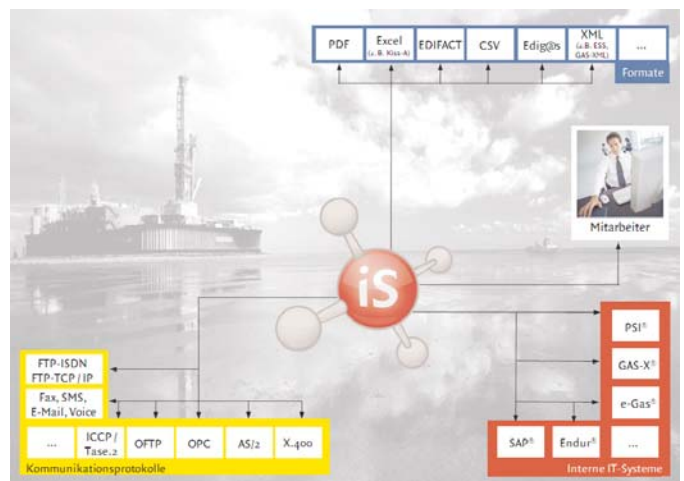 PDF
Excel
(z.B. Kiss-A)
EDIFACT
CSV
Edig@s
XML
(z.B. ESS,
GAS-XML)
...
Formate
Mitarbeiter
iS
PSI®
GAS-X®
e-Gas®
SAP®
Endur®
...
Interne IT-Systeme
FTP-ISDN
FTP-TCP / IP
Fax, SMS,
E-Mail, Voice
...
ICCP /
Tase.2
OFTP
OPC
AS/2
X.400
Kommunikationsprotokolle